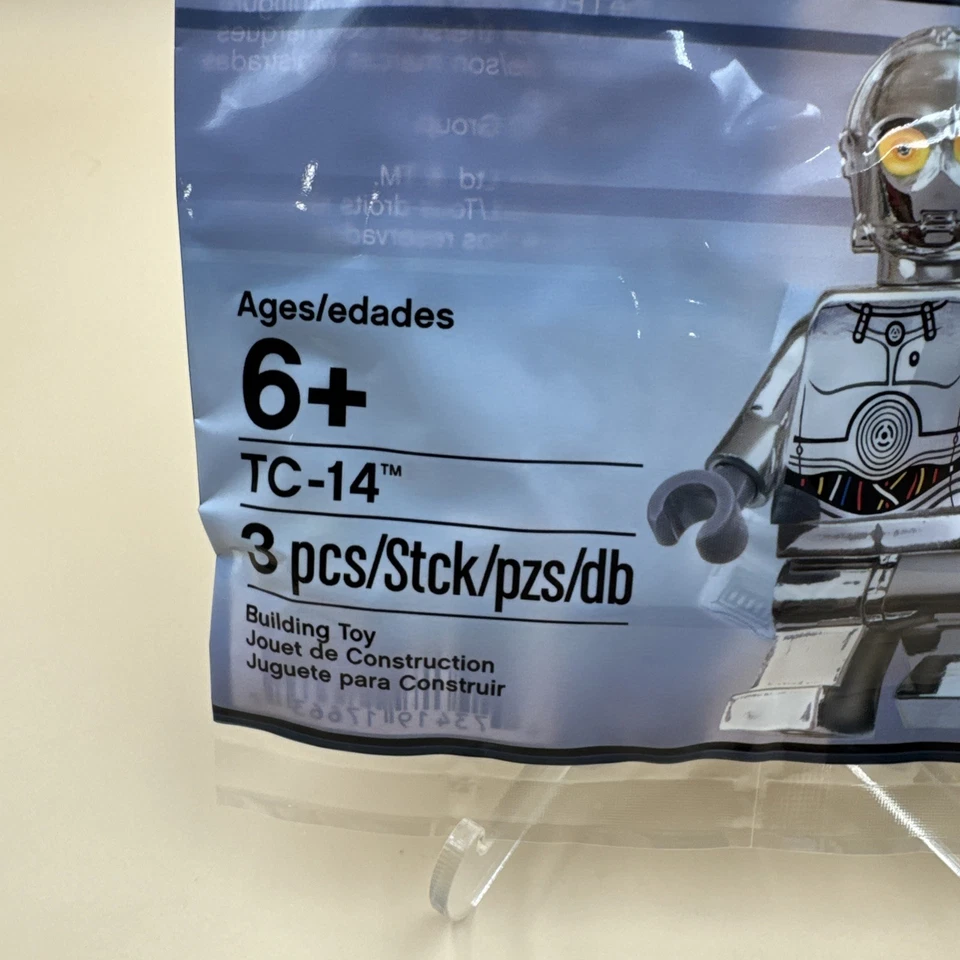 Ages/edades
6+
TC-14™
3 pcs/Stck/pzs/db
Building Toy
Jouet de Construction
Juguete para Construir